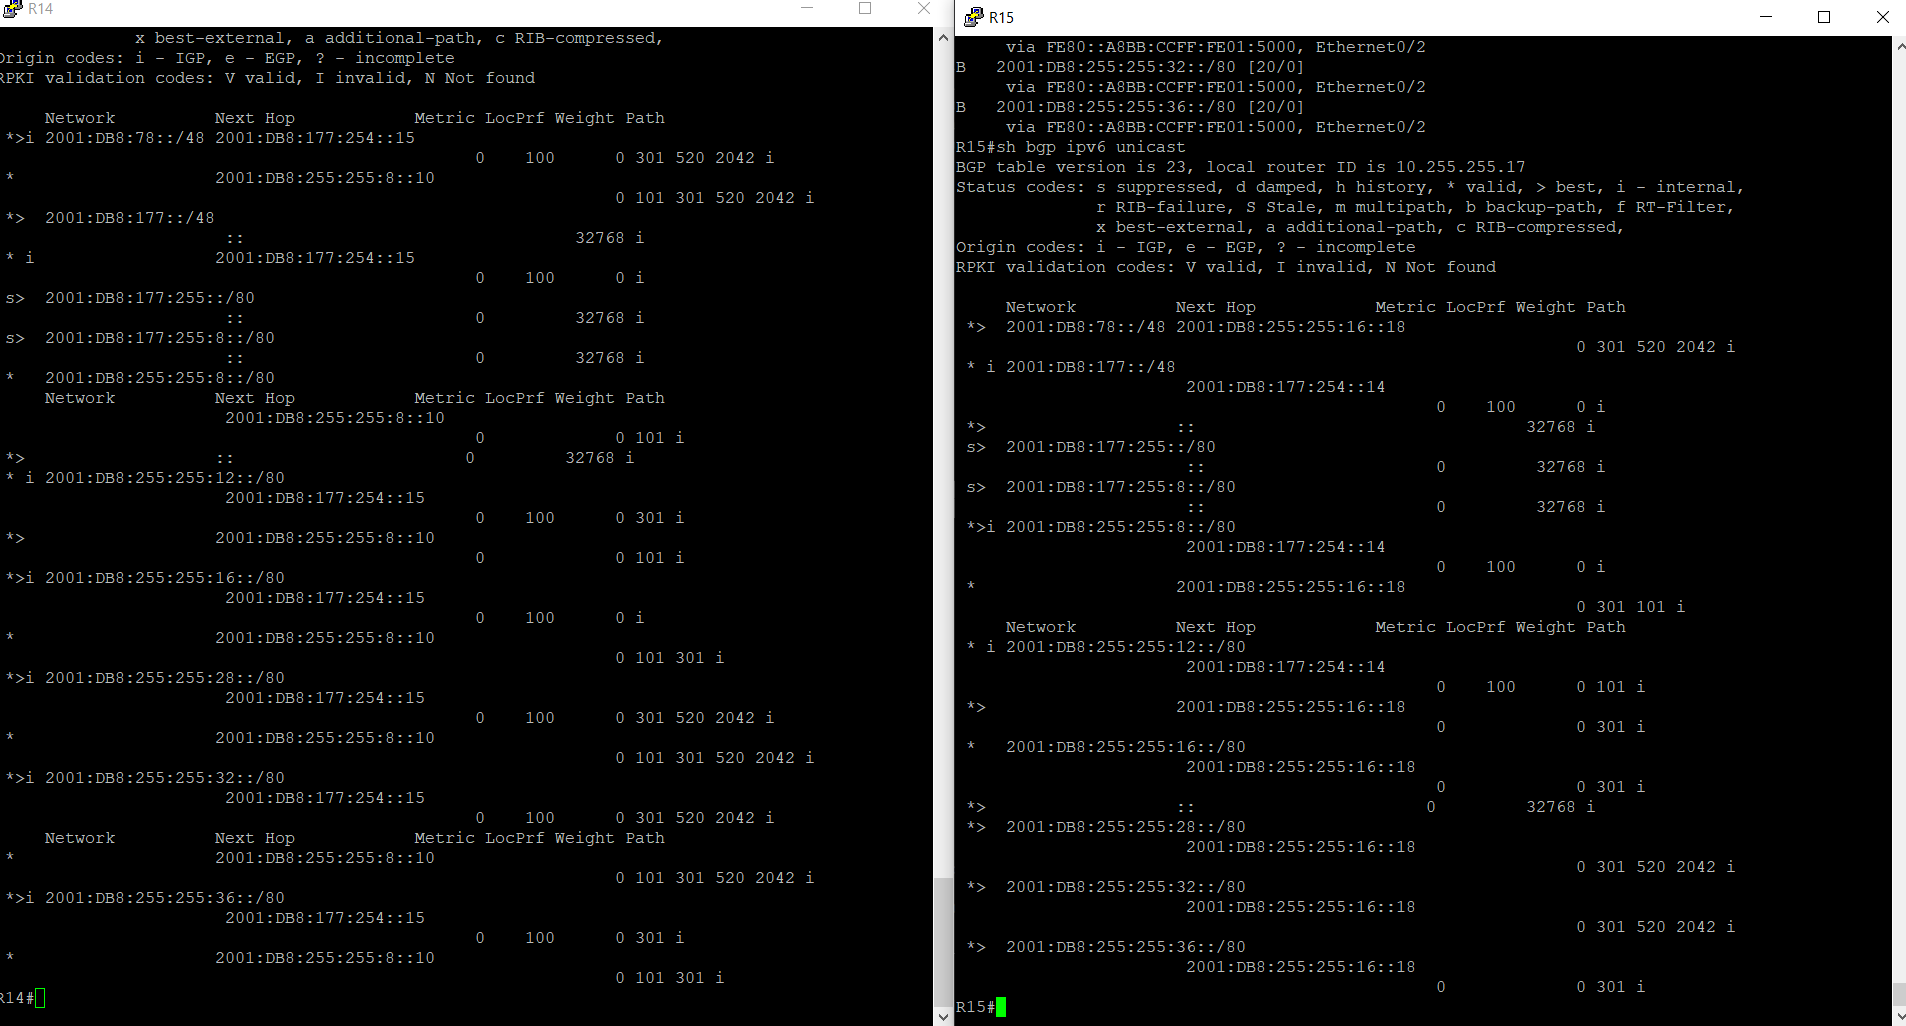 R14
x best-external, a additional-path, c RIB-compressed,
Origin codes: i - IGP, e - EGP, ? - incomplete
RPKI validation codes: V valid, I invalid, N Not found
Network Next Hop Metric LocPrf Weight Path
*>i 2001:DB8:78::/48 2001:DB8:177:254::15
0 100 0 301 520 2042 i
* 2001:DB8:255:255:8::10
0 101 301 520 2042 i
*> 2001:DB8:177::/48
:: 32768 i
* i 2001:DB8:177:254::15
0 100 0 i
s> 2001:DB8:177:255::/80
:: 0 32768 i
s> 2001:DB8:177:255:8::/80
:: 0 32768 i
* 2001:DB8:255:255:8::/80
Network Next Hop Metric LocPrf Weight Path
2001:DB8:255:255:8::10
0 0 101 i
*> :: 0 32768 i
* i 2001:DB8:255:255:12::/80
2001:DB8:177:254::15
0 100 0 301 i
*> 2001:DB8:255:255:8::10
0 0 101 i
*>i 2001:DB8:255:255:16::/80
2001:DB8:177:254::15
0 100 0 i
* 2001:DB8:255:255:8::10
0 101 301 i
*>i 2001:DB8:255:255:28::/80
2001:DB8:177:254::15
0 100 0 301 520 2042 i
* 2001:DB8:255:255:8::10
0 101 301 520 2042 i
*>i 2001:DB8:255:255:32::/80
2001:DB8:177:254::15
0 100 0 301 520 2042 i
Network Next Hop Metric LocPrf Weight Path
* 2001:DB8:255:255:8::10
0 101 301 520 2042 i
*>i 2001:DB8:255:255:36::/80
2001:DB8:177:254::15
0 100 0 301 i
* 2001:DB8:255:255:8::10
0 101 301 i
R14#
R15
via FE80::A8BB:CCFF:FE01:5000, Ethernet0/2
B 2001:DB8:255:255:32::/80 [20/0]
via FE80::A8BB:CCFF:FE01:5000, Ethernet0/2
B 2001:DB8:255:255:36::/80 [20/0]
via FE80::A8BB:CCFF:FE01:5000, Ethernet0/2
R15#sh bgp ipv6 unicast
BGP table version is 23, local router ID is 10.255.255.17
Status codes: s suppressed, d damped, h history, * valid, > best, i - internal,
r RIB-failure, S Stale, m multipath, b backup-path, f RT-Filter,
x best-external, a additional-path, c RIB-compressed,
Origin codes: i - IGP, e - EGP, ? - incomplete
RPKI validation codes: V valid, I invalid, N Not found
Network Next Hop Metric LocPrf Weight Path
*> 2001:DB8:78::/48 2001:DB8:255:255:16::18
0 301 520 2042 i
* i 2001:DB8:177::/48
2001:DB8:177:254::14
0 100 0 i
*> :: 32768 i
s> 2001:DB8:177:255::/80
:: 0 32768 i
s> 2001:DB8:177:255:8::/80
:: 0 32768 i
*>i 2001:DB8:255:255:8::/80
2001:DB8:177:254::14
0 100 0 i
* 2001:DB8:255:255:16::18
0 301 101 i
Network Next Hop Metric LocPrf Weight Path
* i 2001:DB8:255:255:12::/80
2001:DB8:177:254::14
0 100 0 101 i
*> 2001:DB8:255:255:16::18
0 0 301 i
* 2001:DB8:255:255:16::/80
2001:DB8:255:255:16::18
0 0 301 i
*> :: 0 32768 i
*> 2001:DB8:255:255:28::/80
2001:DB8:255:255:16::18
0 301 520 2042 i
*> 2001:DB8:255:255:32::/80
2001:DB8:255:255:16::18
0 301 520 2042 i
*> 2001:DB8:255:255:36::/80
2001:DB8:255:255:16::18
0 0 301 i
R15#